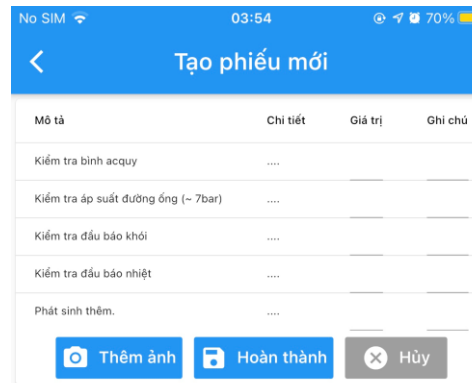 No SIM 03:54 70%
Tạo phiếu mới
Mô tả Chi tiết Giá trị Ghi chú
Kiểm tra bình acquy ....
Kiểm tra áp suất đường ống (~ 7bar) ....
Kiểm tra đầu báo khói ....
Kiểm tra đầu báo nhiệt ....
Phát sinh thêm. ....
Thêm ảnh Hoàn thành Hủy